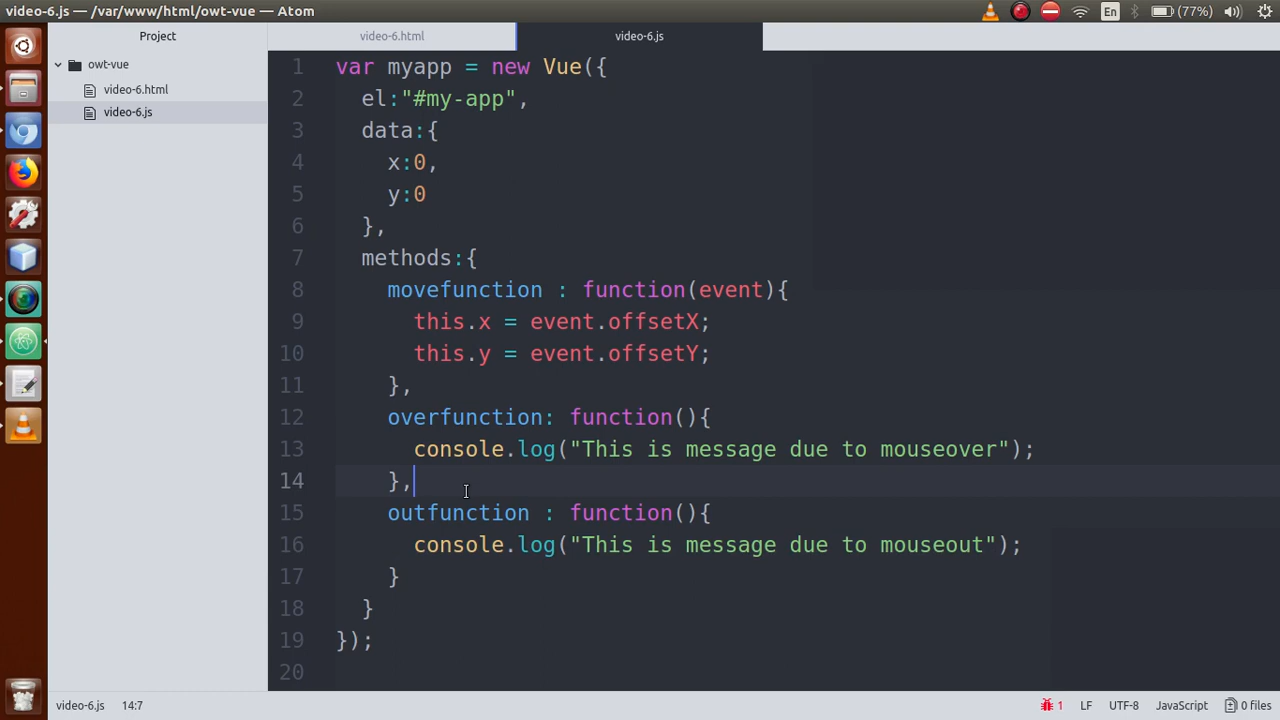 video-6.js — /var/www/html/owt-vue — Atom
En
(77%)
Project
video-6.html
video-6.js
owt-vue
video-6.html
video-6.js
1 var myapp = new Vue({
2 el:"#my-app",
3 data:{
4 x:0,
5 y:0
6 },
7 methods:{
8 movefunction : function(event){
9 this.x = event.offsetX;
10 this.y = event.offsetY;
11 },
12 overfunction: function(){
13 console.log("This is message due to mouseover");
14 },
15 outfunction : function(){
16 console.log("This is message due to mouseout");
17 }
18 }
19 });
20
video-6.js 14:7 1 LF UTF-8 JavaScript 0 files